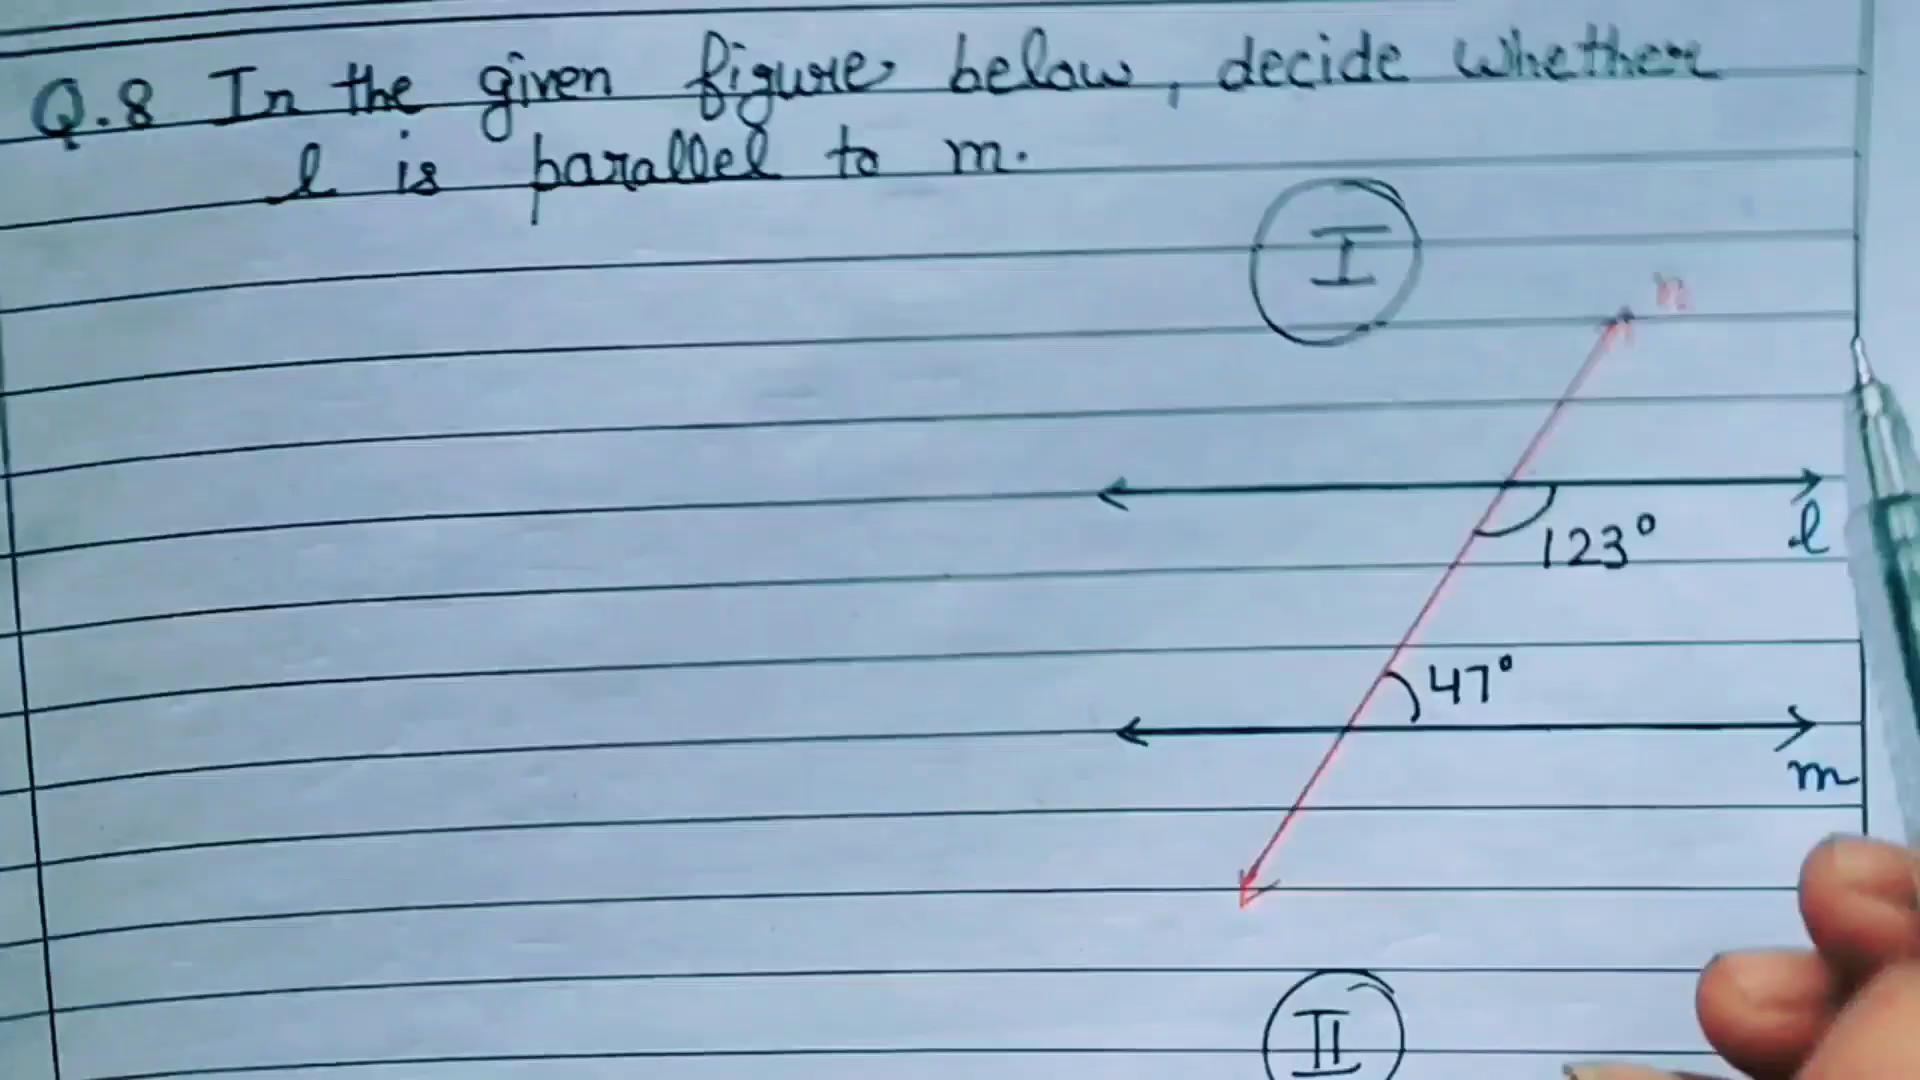 Q.8 In the given figure below, decide whether
l is parallel to m.
I
n
123°
l
47°
m
II